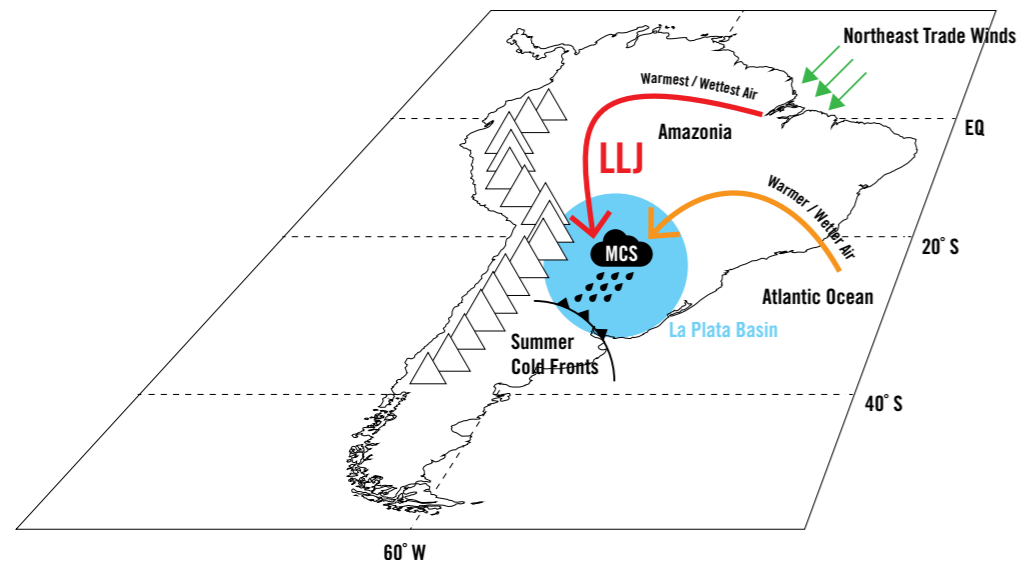 Northeast Trade Winds
Warmest / Wettest Air
EQ
Amazonia
LLJ
Warmer / Wetter Air
20° S
MCS
Atlantic Ocean
La Plata Basin
Summer
Cold Fronts
40° S
60° W